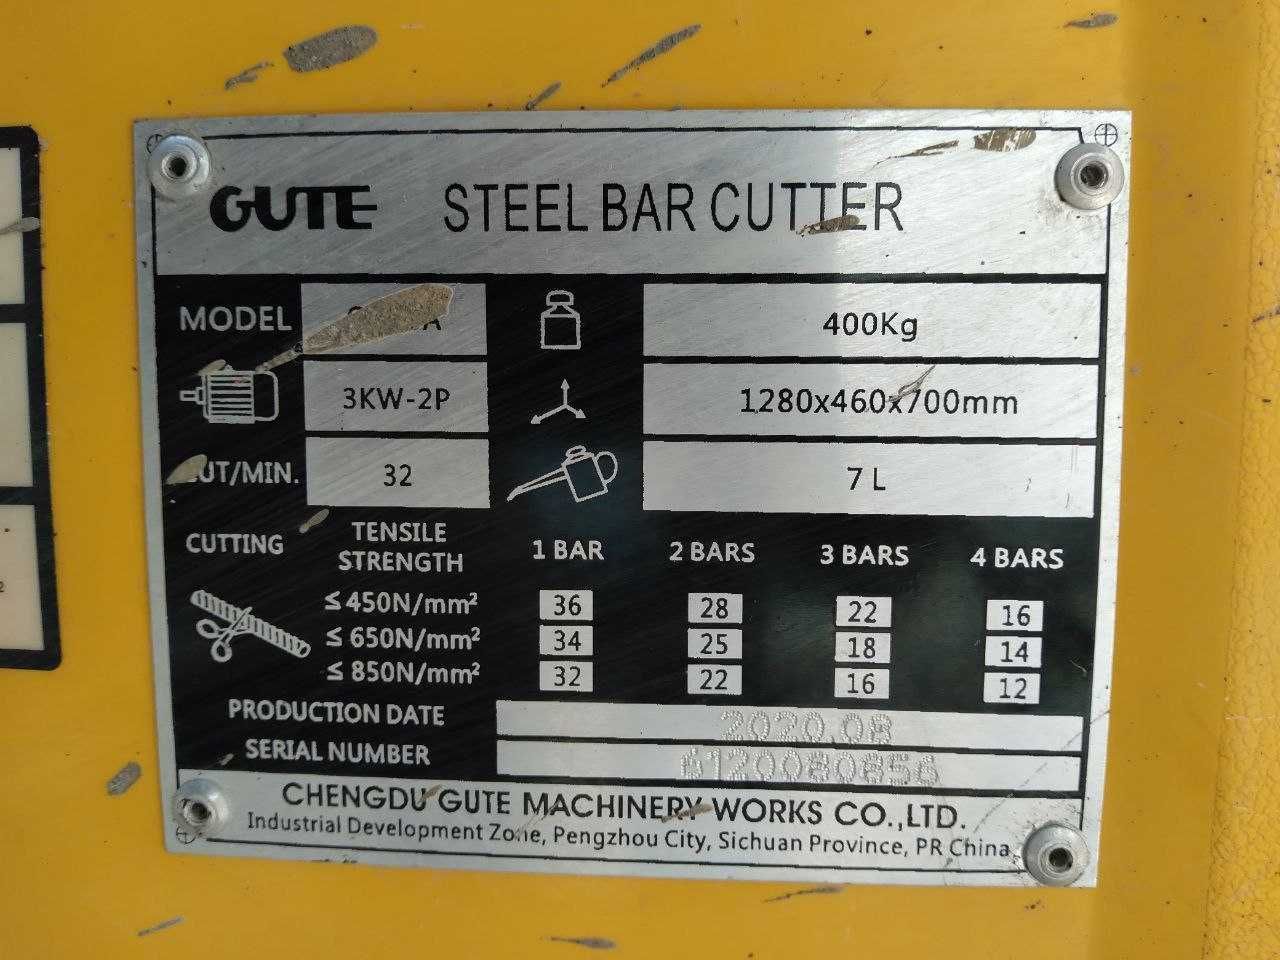 GUTE STEEL BAR CUTTER
MODEL 400Kg
3KW-2P 1280x460x700mm
CUT/MIN. 32 7 L
CUTTING TENSILE STRENGTH 1 BAR 2 BARS 3 BARS 4 BARS
≤450N/mm² 36 28 22 16
≤650N/mm² 34 25 18 14
≤850N/mm² 32 22 16 12
PRODUCTION DATE 2020.08
SERIAL NUMBER 6120080856
CHENGDU GUTE MACHINERY WORKS CO.,LTD.
Industrial Development Zone, Pengzhou City, Sichuan Province, PR China